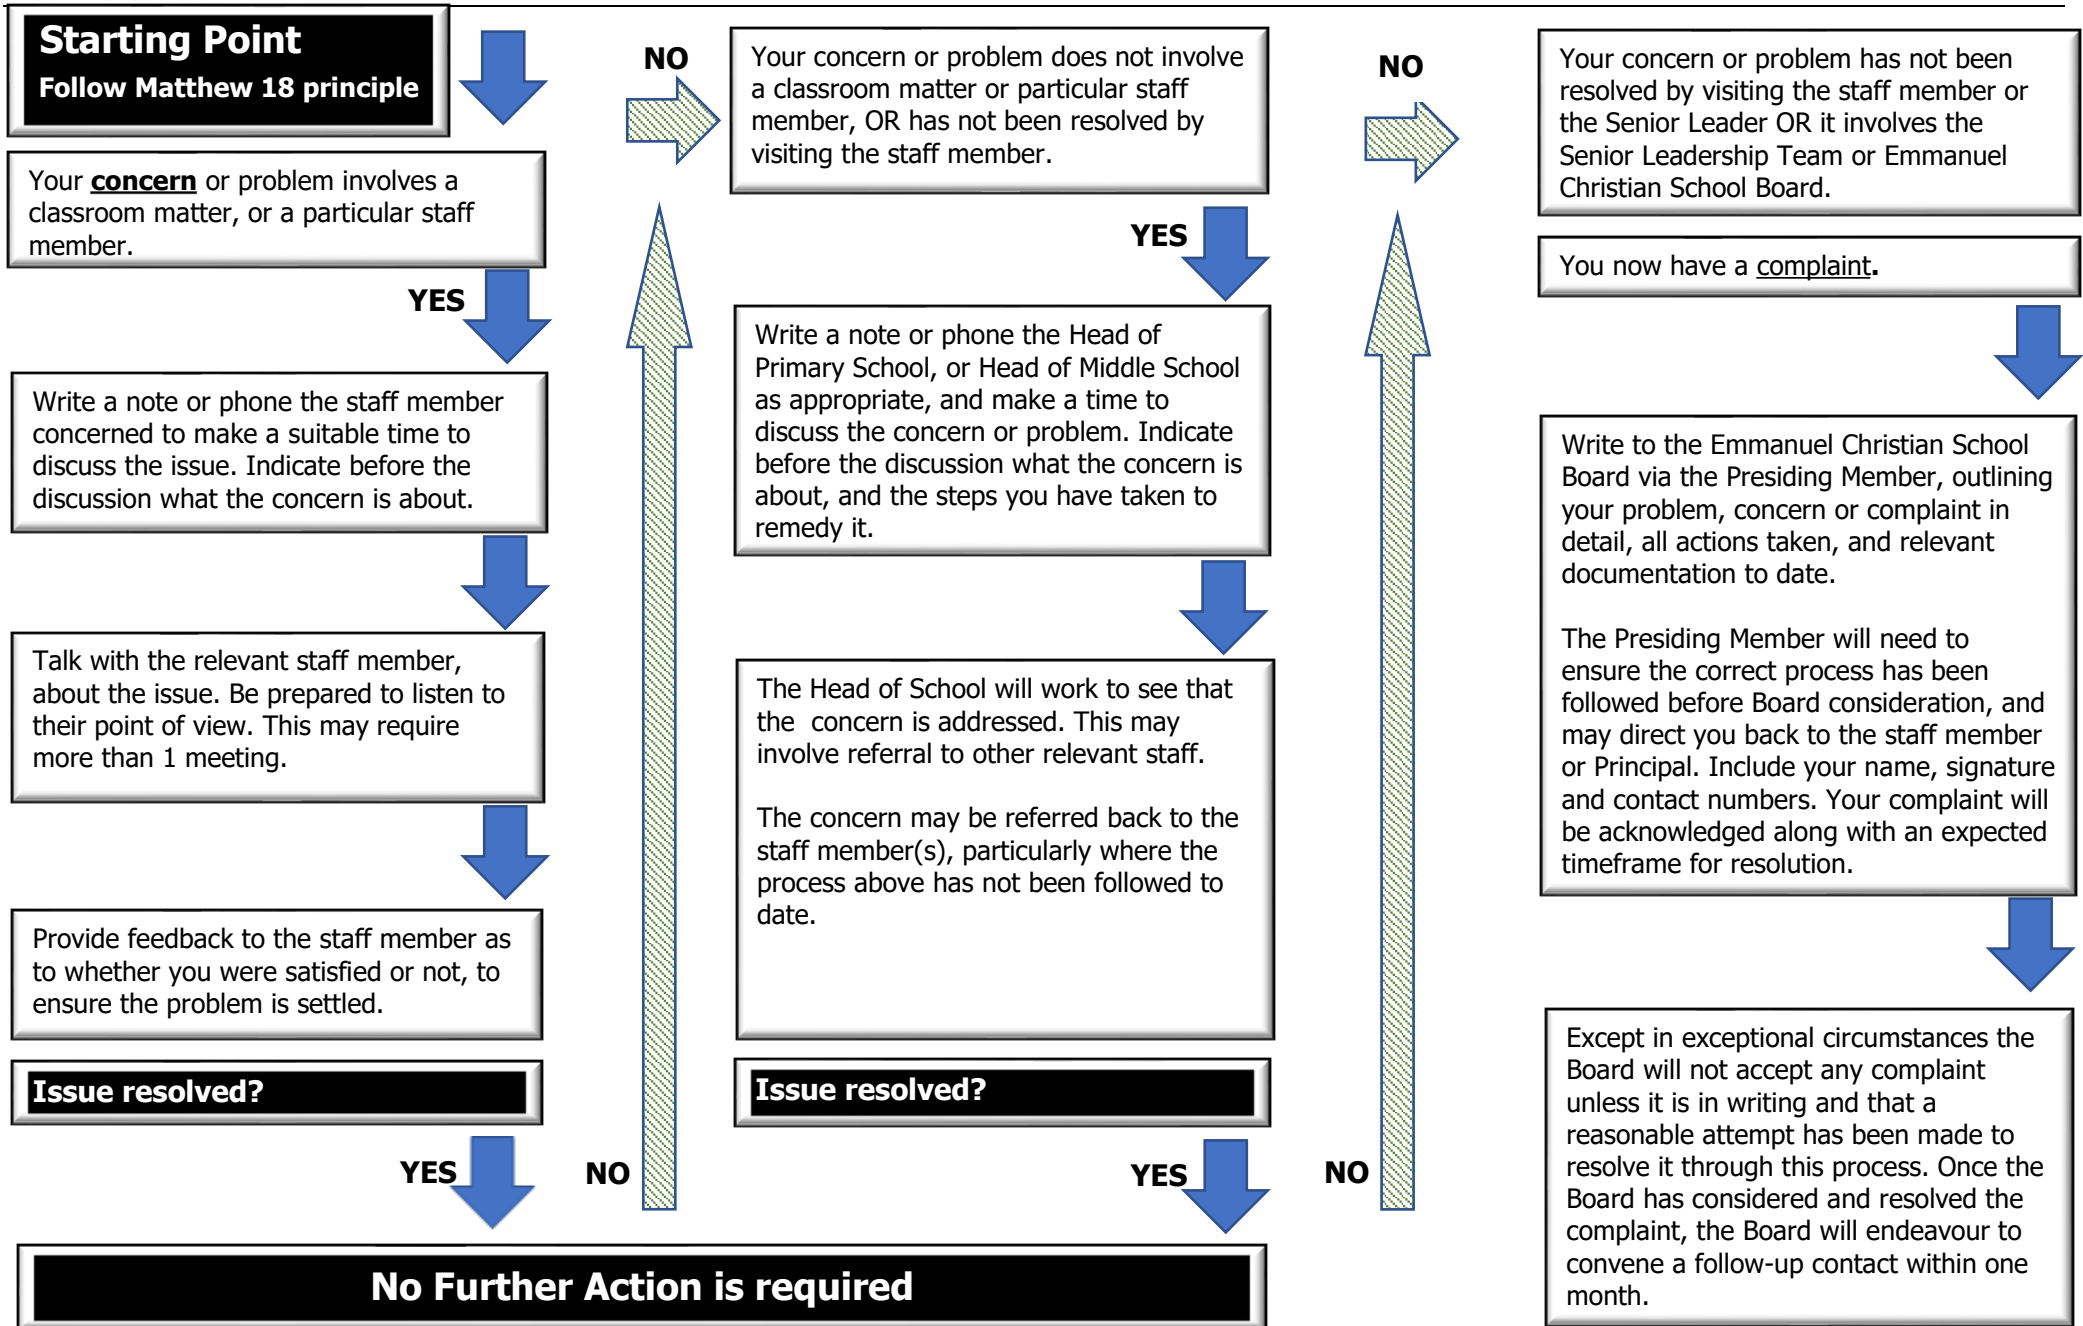 Starting Point
Follow Matthew 18 principle
Your concern or problem involves a
classroom matter, or a particular staff
member.
YES
Write a note or phone the staff member
concerned to make a suitable time to
discuss the issue. Indicate before the
discussion what the concern is about.
Talk with the relevant staff member,
about the issue. Be prepared to listen to
their point of view. This may require
more than 1 meeting.
Provide feedback to the staff member as
to whether you were satisfied or not, to
ensure the problem is settled.
Issue resolved?
YES
NO
NO
Your concern or problem does not involve
a classroom matter or particular staff
member, OR has not been resolved by
visiting the staff member.
YES
Write a note or phone the Head of
Primary School, or Head of Middle School
as appropriate, and make a time to
discuss the concern or problem. Indicate
before the discussion what the concern is
about, and the steps you have taken to
remedy it.
The Head of School will work to see that
the  concern is addressed. This may
involve referral to other relevant staff.
The concern may be referred back to the
staff member(s), particularly where the
process above has not been followed to
date.
Issue resolved?
YES
NO
No Further Action is required
NO
Your concern or problem has not been
resolved by visiting the staff member or
the Senior Leader OR it involves the
Senior Leadership Team or Emmanuel
Christian School Board.
You now have a complaint.
Write to the Emmanuel Christian School
Board via the Presiding Member, outlining
your problem, concern or complaint in
detail, all actions taken, and relevant
documentation to date.
The Presiding Member will need to
ensure the correct process has been
followed before Board consideration, and
may direct you back to the staff member
or Principal. Include your name, signature
and contact numbers. Your complaint will
be acknowledged along with an expected
timeframe for resolution.
Except in exceptional circumstances the
Board will not accept any complaint
unless it is in writing and that a
reasonable attempt has been made to
resolve it through this process. Once the
Board has considered and resolved the
complaint, the Board will endeavour to
convene a follow-up contact within one
month.